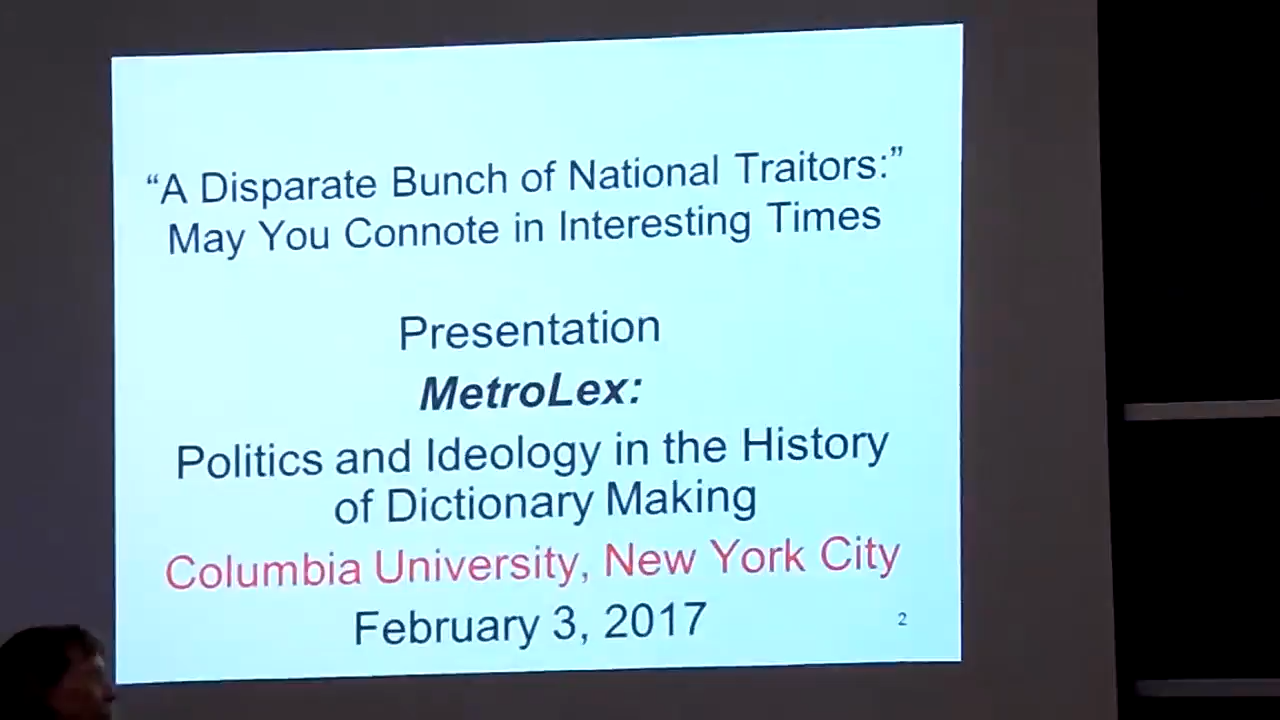 “A Disparate Bunch of National Traitors:”
May You Connote in Interesting Times
Presentation
MetroLex:
Politics and Ideology in the History
of Dictionary Making
Columbia University, New York City
February 3, 2017
2